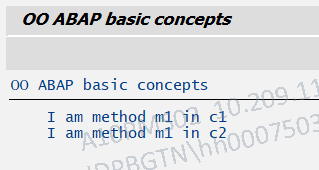 OO ABAP basic concepts
OO ABAP basic concepts
I am method m1 in c1
I am method m1 in c2